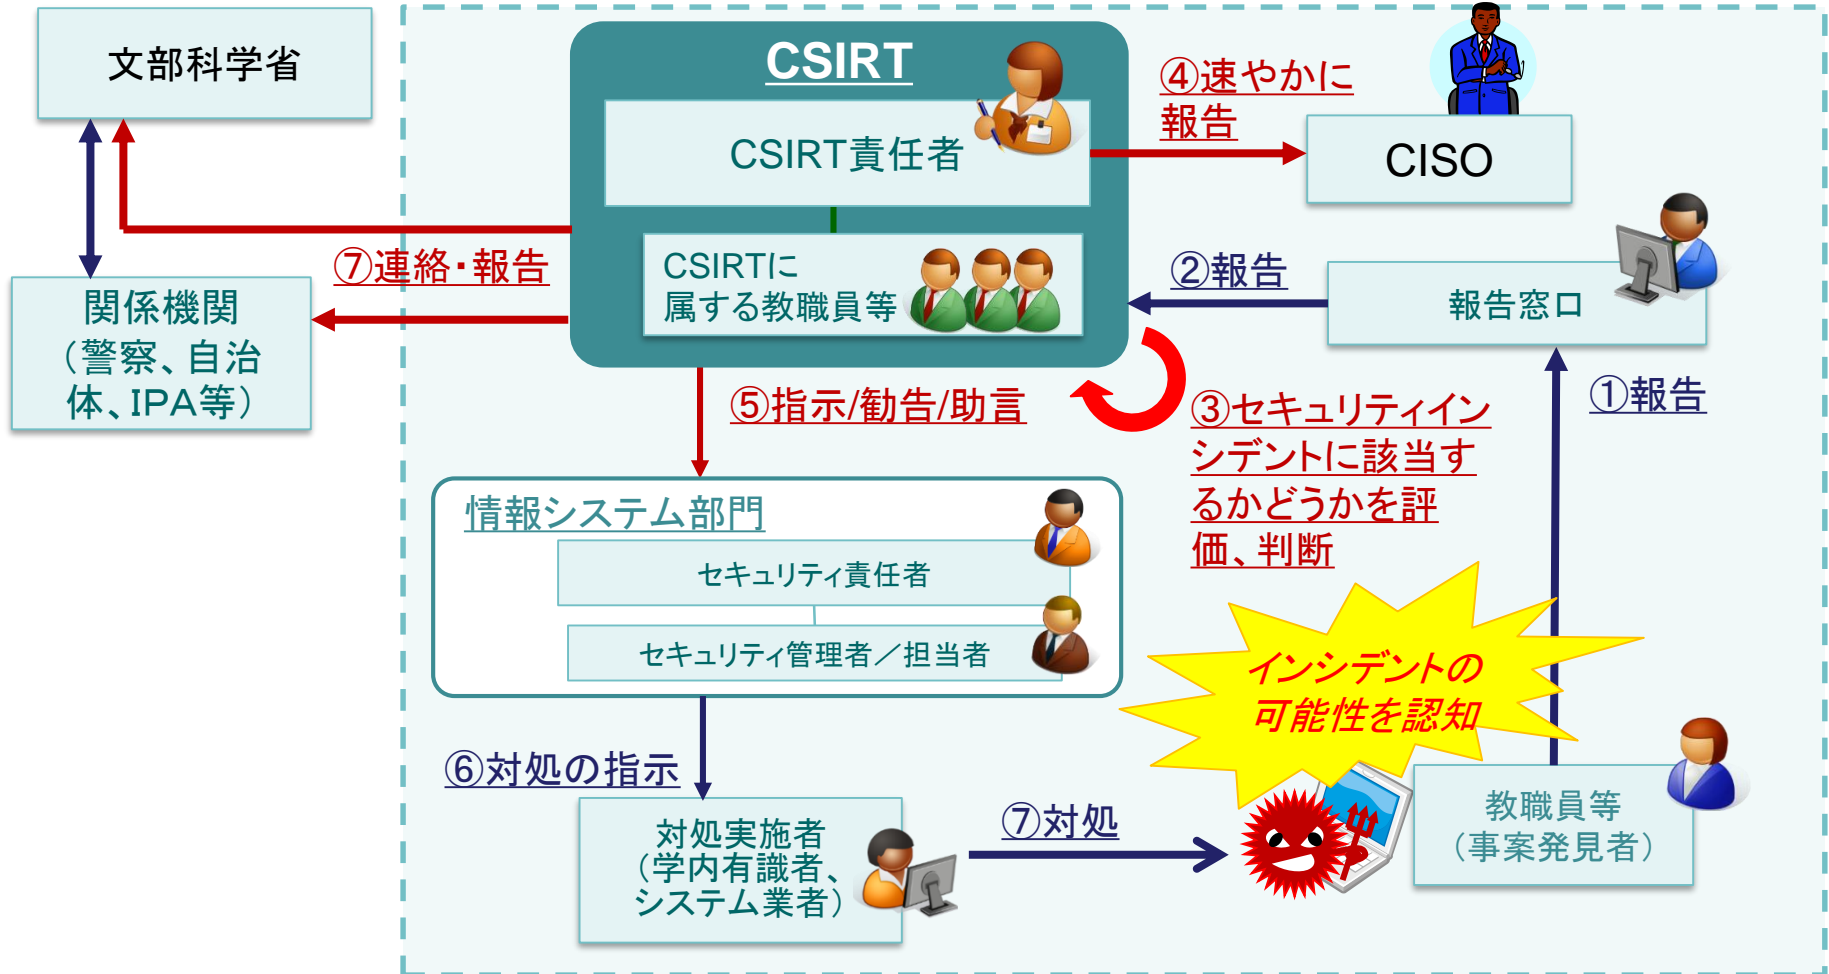 文部科学省
CSIRT
CSIRT責任者
④速やかに
報告
CISO
CSIRTに
属する教職員等
②報告
報告窓口
⑦連絡・報告
関係機関
（警察、自治
体、IPA等）
⑤指示/勧告/助言
③セキュリティイン
シデントに該当す
るかどうかを評
価、判断
①報告
情報システム部門
セキュリティ責任者
セキュリティ管理者／担当者
インシデントの
可能性を認知
⑥対処の指示
対処実施者
（学内有識者、
システム業者）
⑦対処
教職員等
（事案発見者）